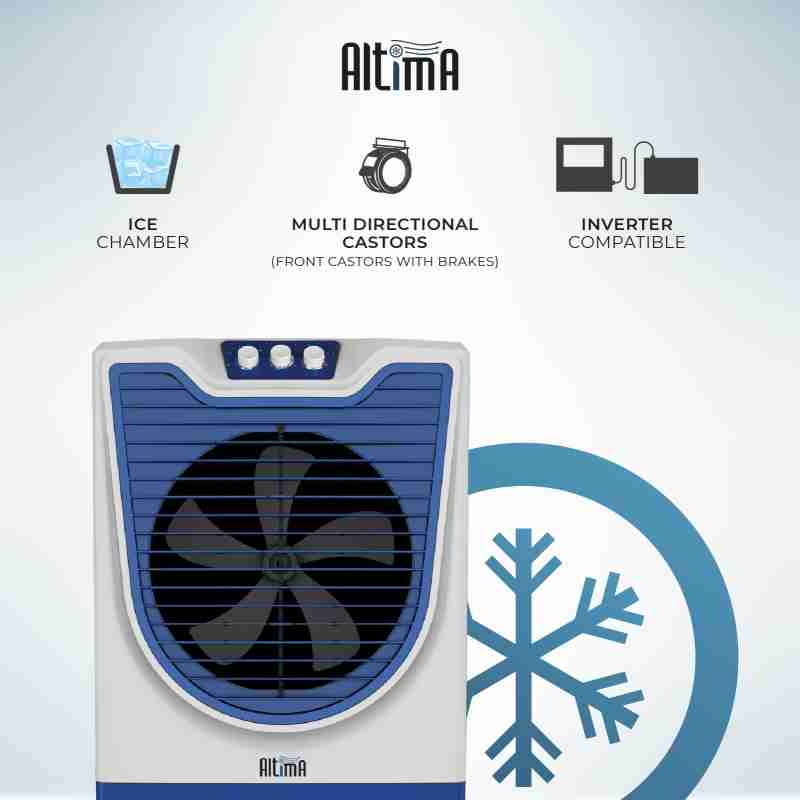 AltimA
ICE
CHAMBER
MULTI DIRECTIONAL
CASTORS
(FRONT CASTORS WITH BRAKES)
INVERTER
COMPATIBLE
AltimA